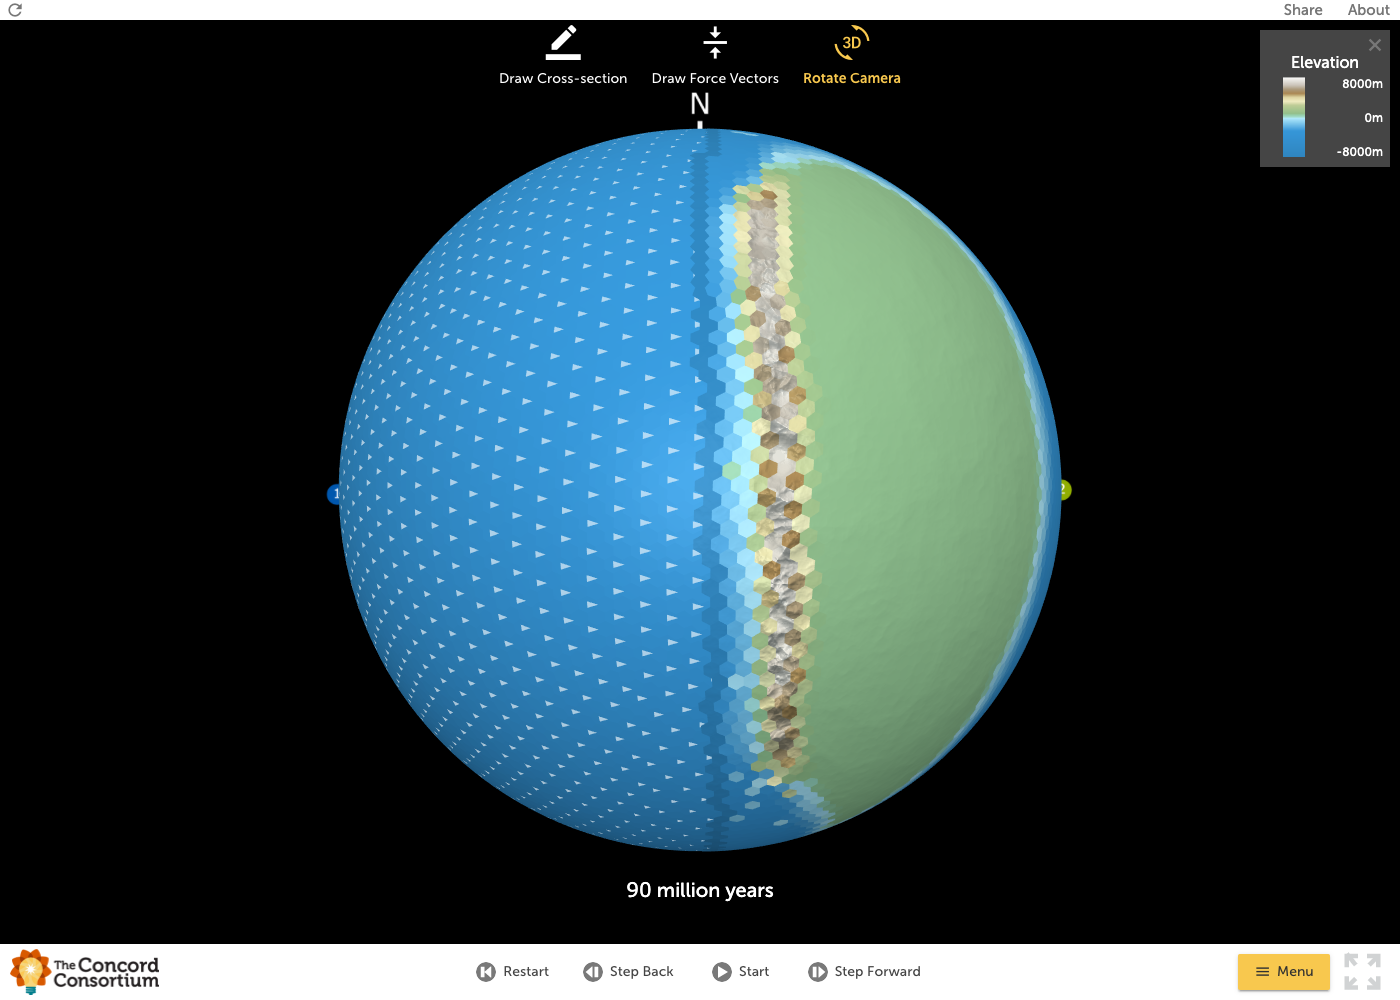 Share About
Draw Cross-section Draw Force Vectors Rotate Camera
3D
N
Elevation
8000m
0m
-8000m
1
2
90 million years
The Concord
Consortium
Restart Step Back Start Step Forward Menu